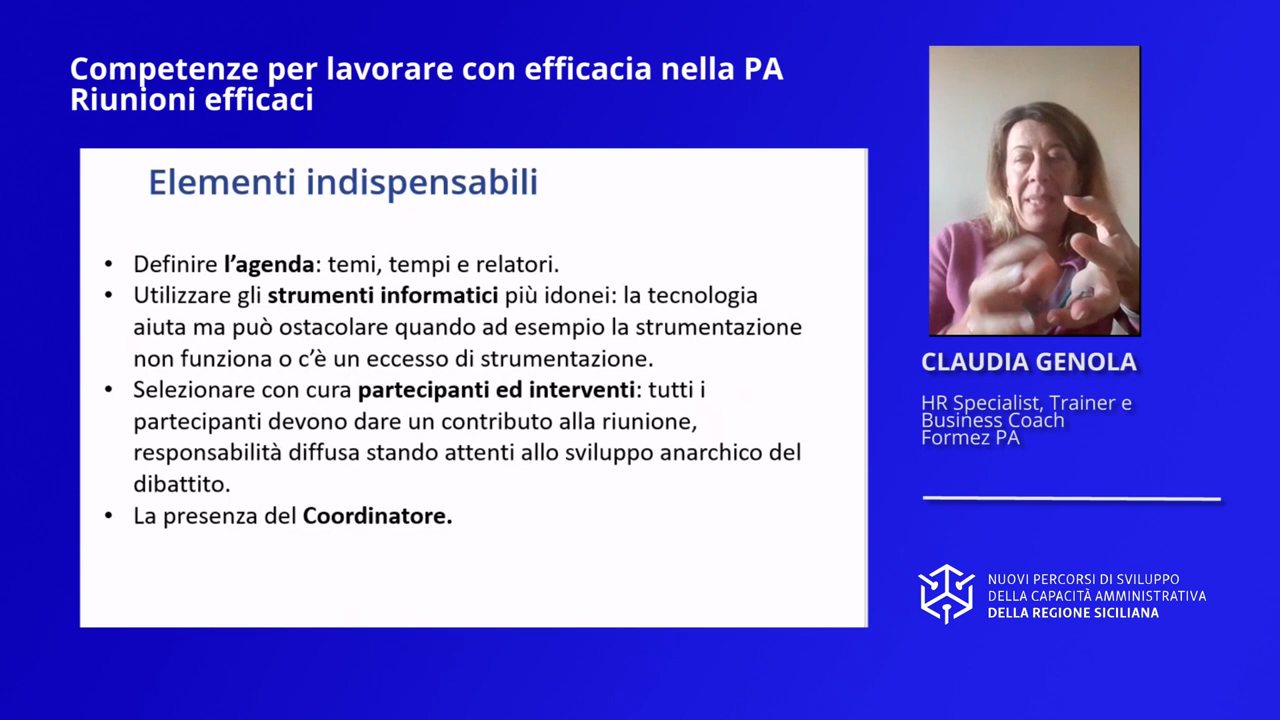 Competenze per lavorare con efficacia nella PA
Riunioni efficaci
Elementi indispensabili
• Definire l’agenda: temi, tempi e relatori.
• Utilizzare gli strumenti informatici più idonei: la tecnologia
aiuta ma può ostacolare quando ad esempio la strumentazione
non funziona o c’è un eccesso di strumentazione.
• Selezionare con cura partecipanti ed interventi: tutti i
partecipanti devono dare un contributo alla riunione,
responsabilità diffusa stando attenti allo sviluppo anarchico del
dibattito.
• La presenza del Coordinatore.
CLAUDIA GENOLA
HR Specialist, Trainer e
Business Coach
Formez PA
NUOVI PERCORSI DI SVILUPPO
DELLA CAPACITÀ AMMINISTRATIVA
DELLA REGIONE SICILIANA